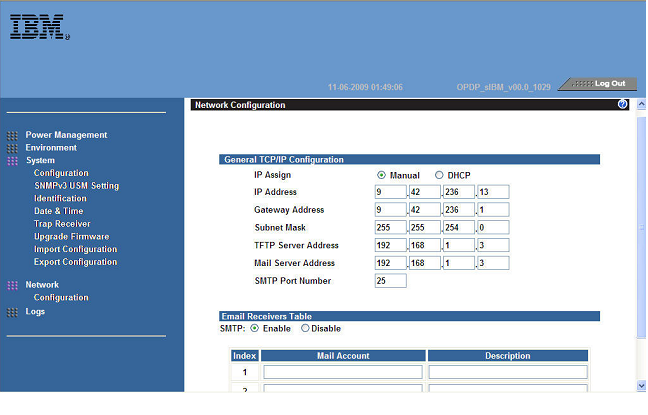 IBM®
11-06-2009 01:49:06
OPDP_sIBM_v00.0_1029
Log Out
Network Configuration
?
Power Management
Environment
System
Configuration
SNMPv3 USM Setting
Identification
Date & Time
Trap Receiver
Upgrade Firmware
Import Configuration
Export Configuration
Network
Configuration
Logs
General TCP/IP Configuration
IP Assign Manual DHCP
IP Address 9 . 42 . 236 . 13
Gateway Address 9 . 42 . 236 . 1
Subnet Mask 255 . 255 . 254 . 0
TFTP Server Address 192 . 168 . 1 . 3
Mail Server Address 192 . 168 . 1 . 3
SMTP Port Number 25
Email Receivers Table
SMTP: Enable Disable
Index Mail Account Description
1
2